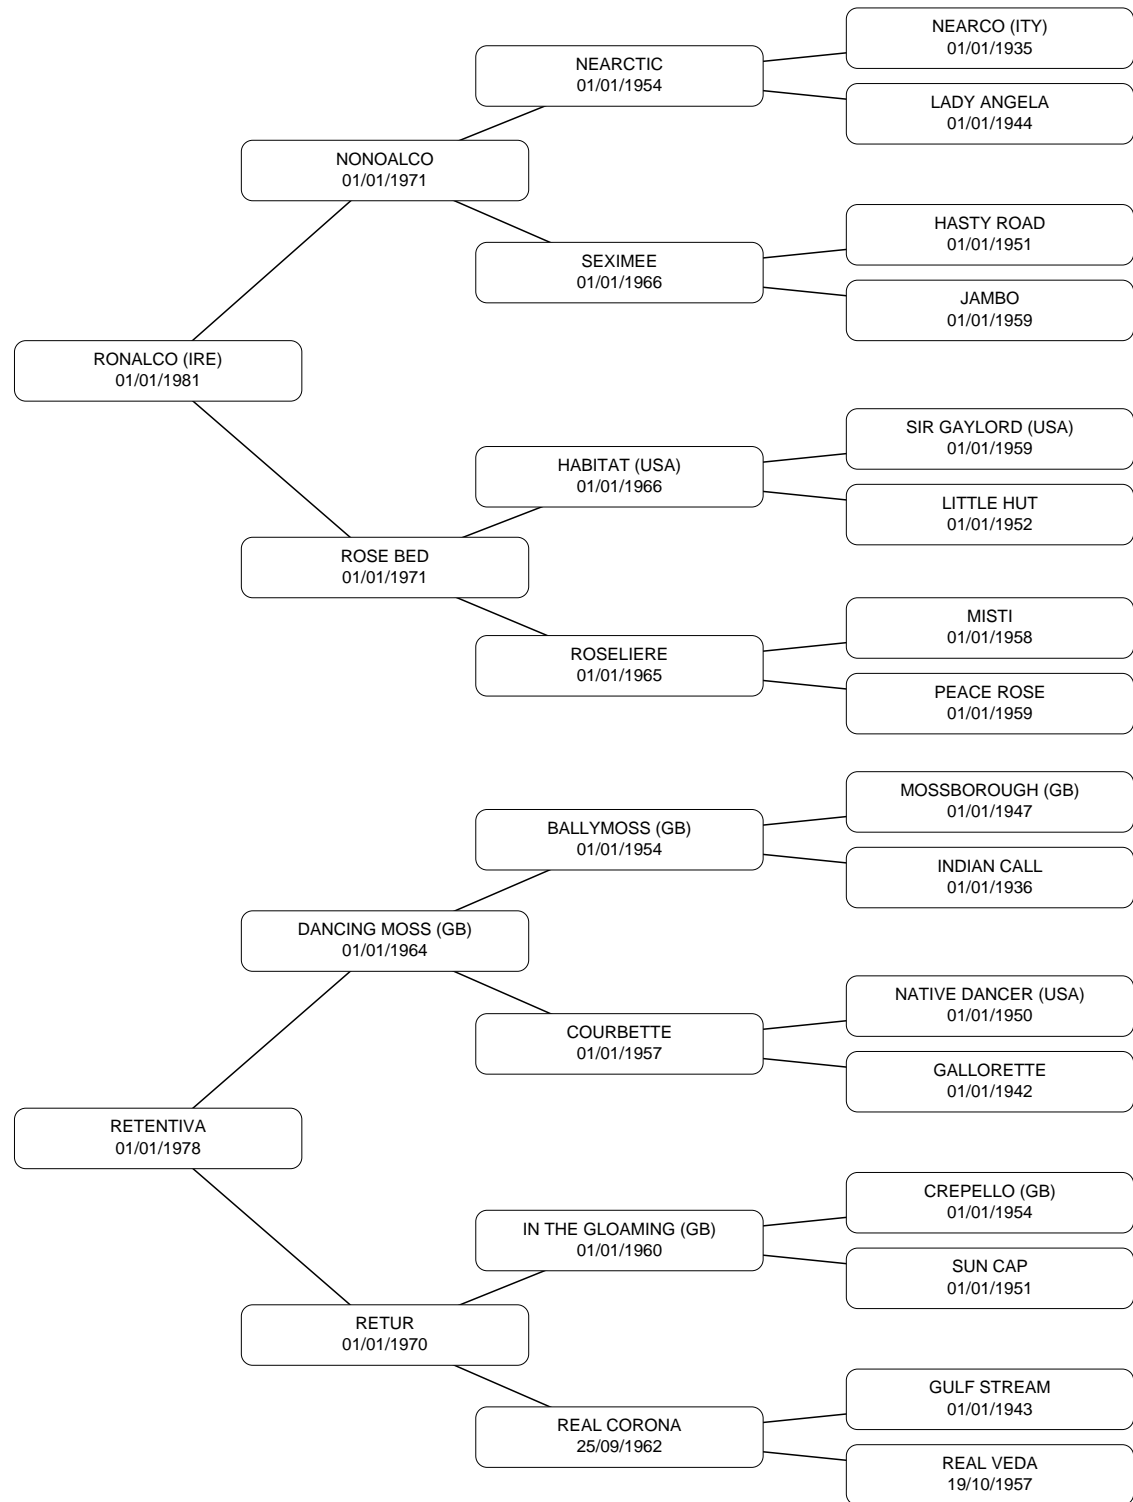 NEARCO (ITY)
01/01/1935
NEARCTIC
01/01/1954
LADY ANGELA
01/01/1944
NONOALCO
01/01/1971
HASTY ROAD
01/01/1951
SEXIMEE
01/01/1966
JAMBO
01/01/1959
RONALCO (IRE)
01/01/1981
SIR GAYLORD (USA)
01/01/1959
HABITAT (USA)
01/01/1966
LITTLE HUT
01/01/1952
ROSE BED
01/01/1971
MISTI
01/01/1958
ROSELIERE
01/01/1965
PEACE ROSE
01/01/1959
MOSSBOROUGH (GB)
01/01/1947
BALLYMOSS (GB)
01/01/1954
INDIAN CALL
01/01/1936
DANCING MOSS (GB)
01/01/1964
NATIVE DANCER (USA)
01/01/1950
COURBETTE
01/01/1957
GALLORETTE
01/01/1942
RETENTIVA
01/01/1978
CREPELLO (GB)
01/01/1954
IN THE GLOAMING (GB)
01/01/1960
SUN CAP
01/01/1951
RETUR
01/01/1970
GULF STREAM
01/01/1943
REAL CORONA
25/09/1962
REAL VEDA
19/10/1957